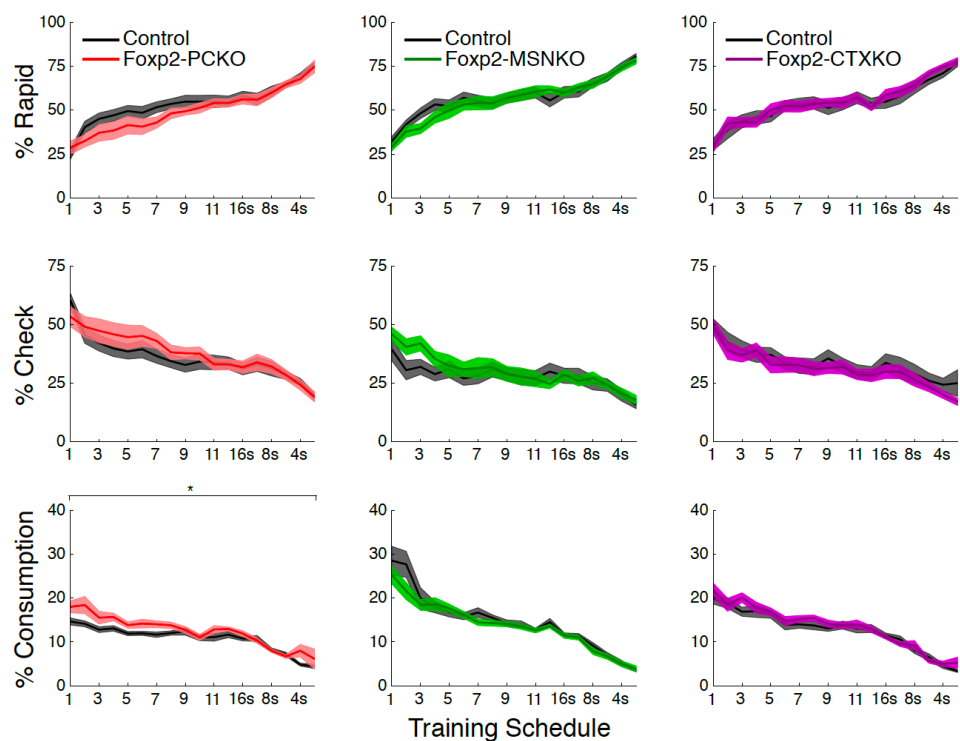 Control
Foxp2-PCKO
Control
Foxp2-MSNKO
Control
Foxp2-CTXKO
% Rapid
100
75
50
25
0
1 3 5 7 9 11 16s 8s 4s
100
75
50
25
0
1 3 5 7 9 11 16s 8s 4s
100
75
50
25
0
1 3 5 7 9 11 16s 8s 4s
% Check
75
50
25
0
1 3 5 7 9 11 16s 8s 4s
75
50
25
0
1 3 5 7 9 11 16s 8s 4s
75
50
25
0
1 3 5 7 9 11 16s 8s 4s
*
% Consumption
40
30
20
10
0
1 3 5 7 9 11 16s 8s 4s
40
30
20
10
0
1 3 5 7 9 11 16s 8s 4s
40
30
20
10
0
1 3 5 7 9 11 16s 8s 4s
Training Schedule